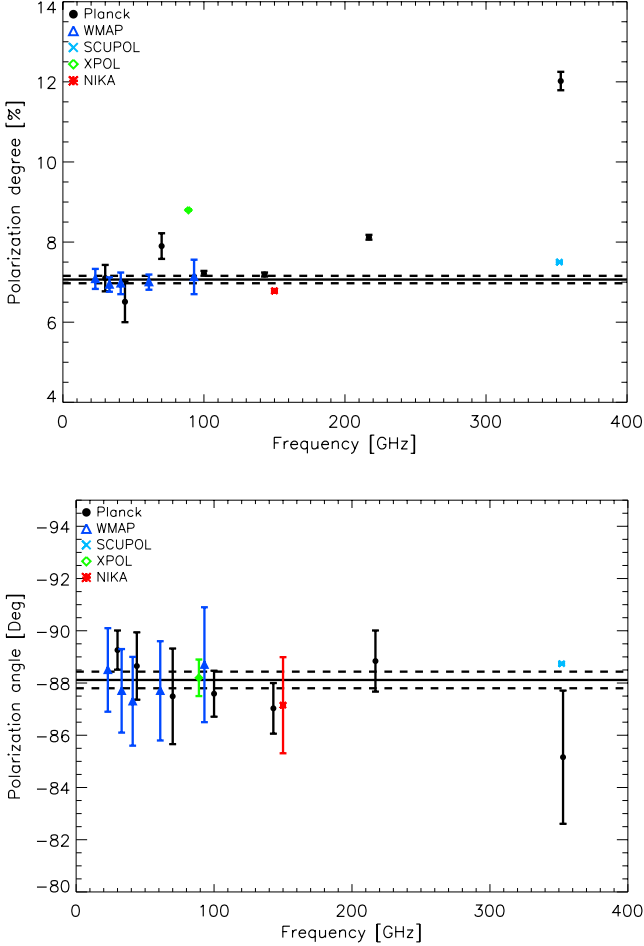 14
12
10
8
6
4
Polarization degree [%]
Planck
WMAP
SCUPOL
XPOL
NIKA
0
100
200
300
400
Frequency [GHz]
-94
-92
-90
-88
-86
-84
-82
-80
Polarization angle [Deg]
Planck
WMAP
SCUPOL
XPOL
NIKA
0
100
200
300
400
Frequency [GHz]